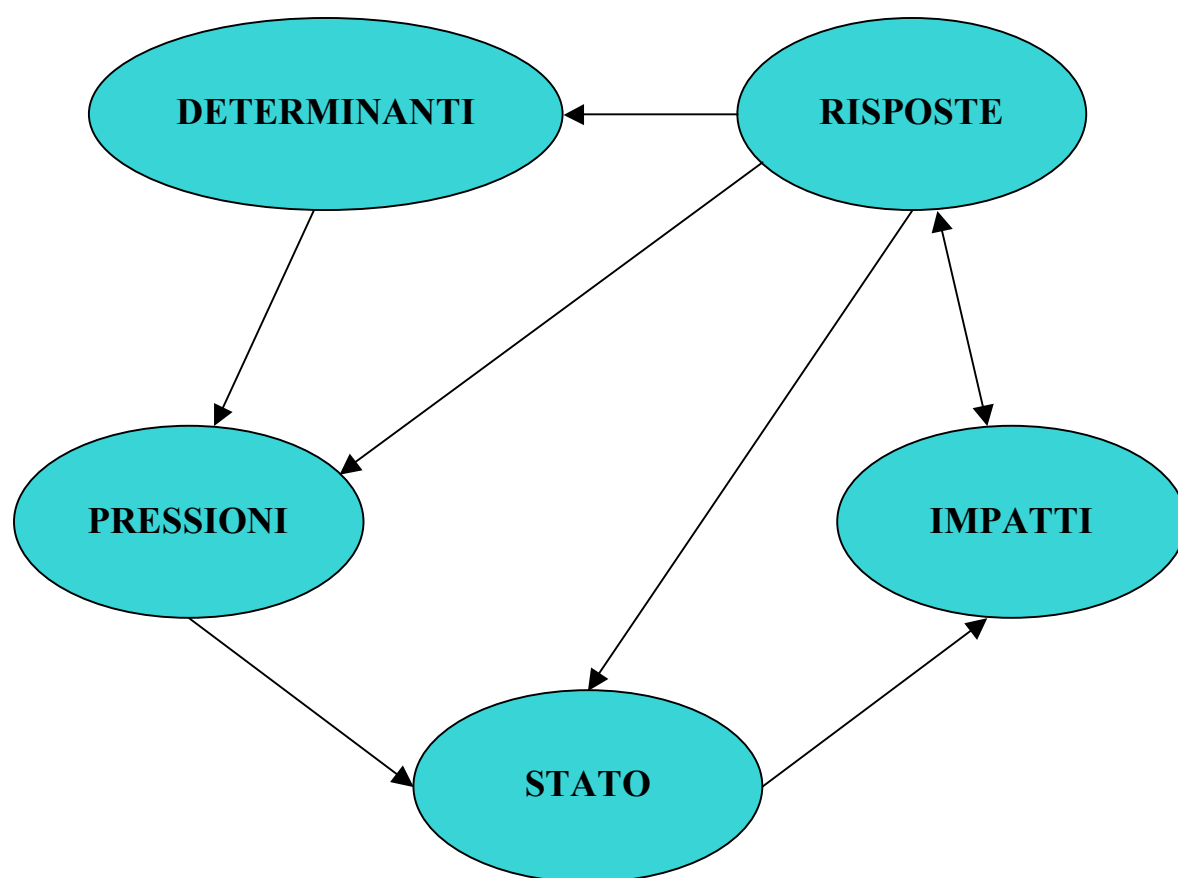 DETERMINANTI
RISPOSTE
PRESSIONI
IMPATTI
STATO